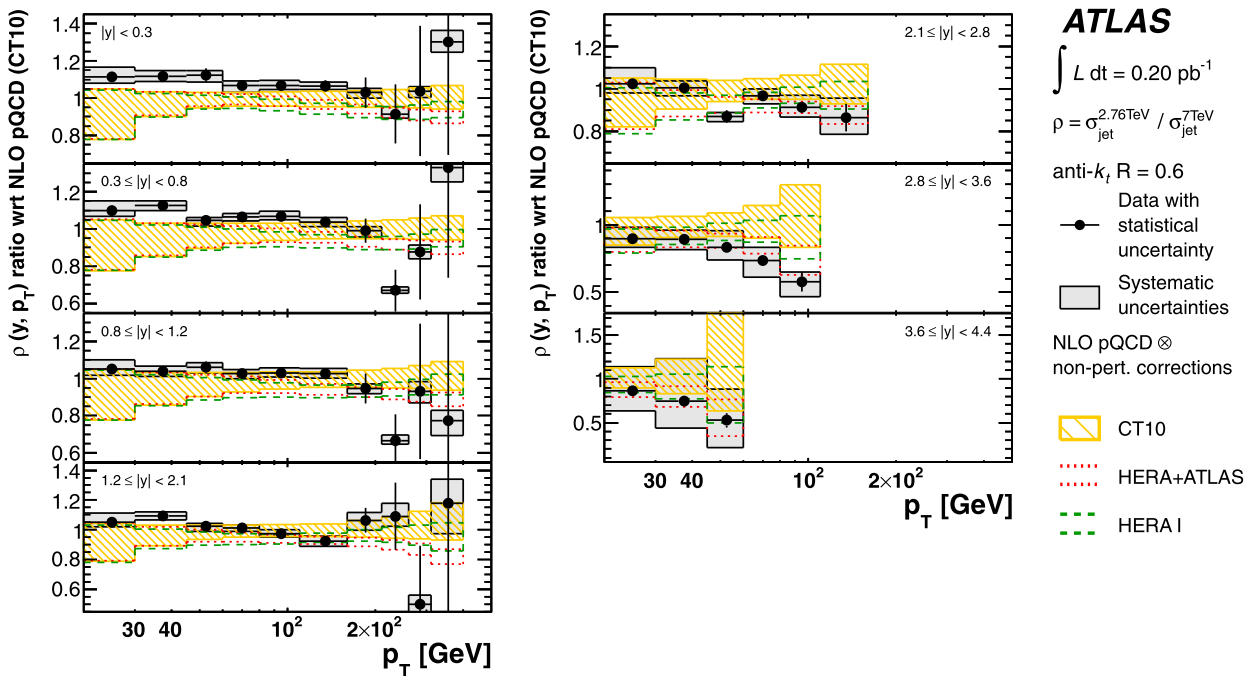 ρ (y, p_T) ratio wrt NLO pQCD (CT10)
|y| < 0.3
1.4
1.2
1
0.8
0.3 ≤ |y| < 0.8
1.2
1
0.8
0.6
ρ (y, p_T) ratio wrt NLO pQCD (CT10)
0.8 ≤ |y| < 1.2
1.2
1
0.8
0.6
1.2 ≤ |y| < 2.1
1.4
1.2
1
0.8
0.6
30 40 10² 2×10²
p_T [GeV]
ρ (y, p_T) ratio wrt NLO pQCD (CT10)
2.1 ≤ |y| < 2.8
1.2
1
0.8
2.8 ≤ |y| < 3.6
1
0.5
3.6 ≤ |y| < 4.4
1.5
1
0.5
30 40 10² 2×10²
p_T [GeV]
ATLAS
∫ L dt = 0.20 pb⁻¹
ρ = σ_jet^2.76TeV / σ_jet^7TeV
anti-k_t R = 0.6
Data with
statistical
uncertainty
Systematic
uncertainties
NLO pQCD ⊗
non-pert. corrections
CT10
HERA+ATLAS
HERA I